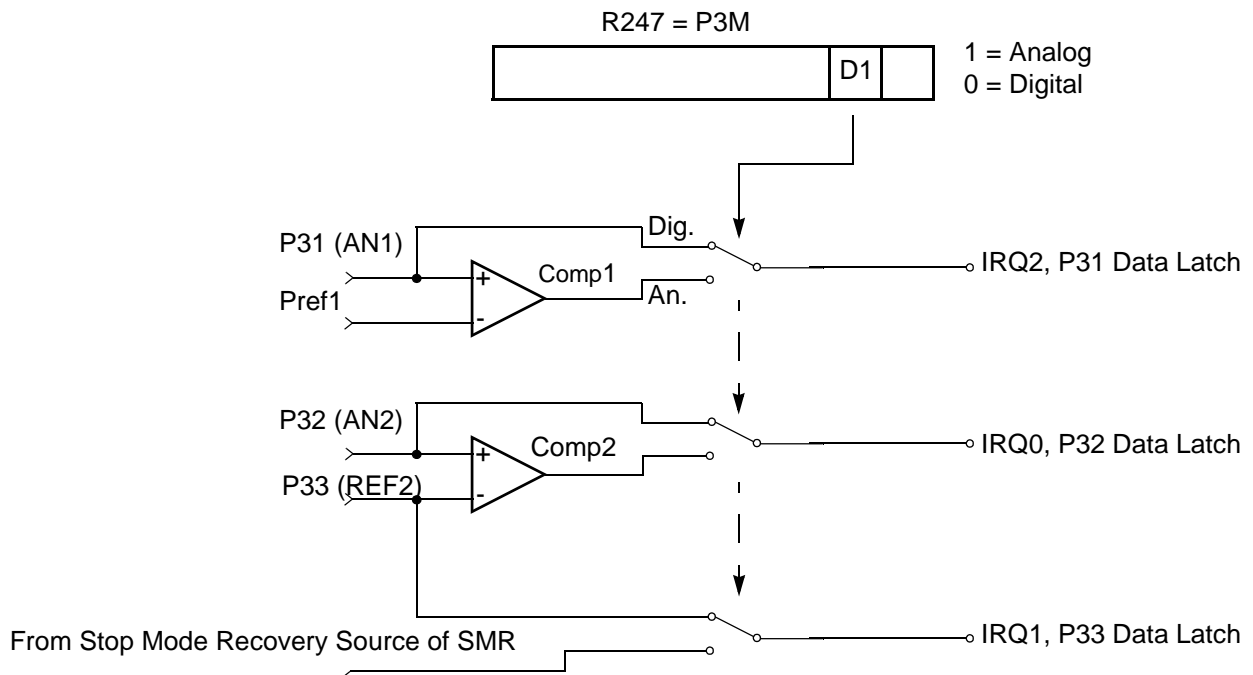 R247 = P3M
D1
1 = Analog
0 = Digital
Dig.
P31 (AN1)
+
Comp1
IRQ2, P31 Data Latch
An.
Pref1
-
P32 (AN2)
+
Comp2
IRQ0, P32 Data Latch
P33 (REF2)
-
From Stop Mode Recovery Source of SMR
IRQ1, P33 Data Latch